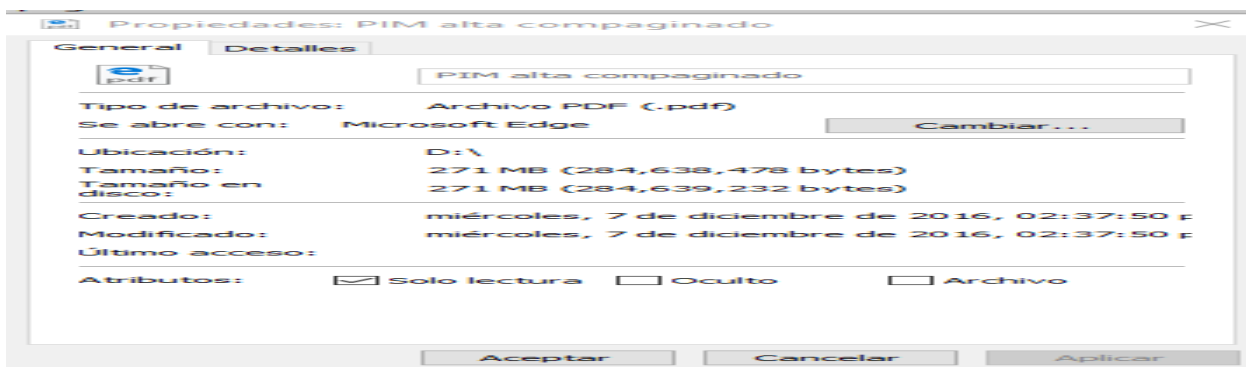 Propiedades: PIM alta compaginado
General Detalles
pdf
PIM alta compaginado
Tipo de archivo: Archivo PDF (.pdf)
Se abre con: Microsoft Edge Cambiar...
Ubicación: D:\
Tamaño: 271 MB (284,638,478 bytes)
Tamaño en disco: 271 MB (284,639,232 bytes)
Creado: miércoles, 7 de diciembre de 2016, 02:37:50 p
Modificado: miércoles, 7 de diciembre de 2016, 02:37:50 p
Último acceso:
Atributos: Solo lectura Oculto Archivo
Aceptar Cancelar Aplicar